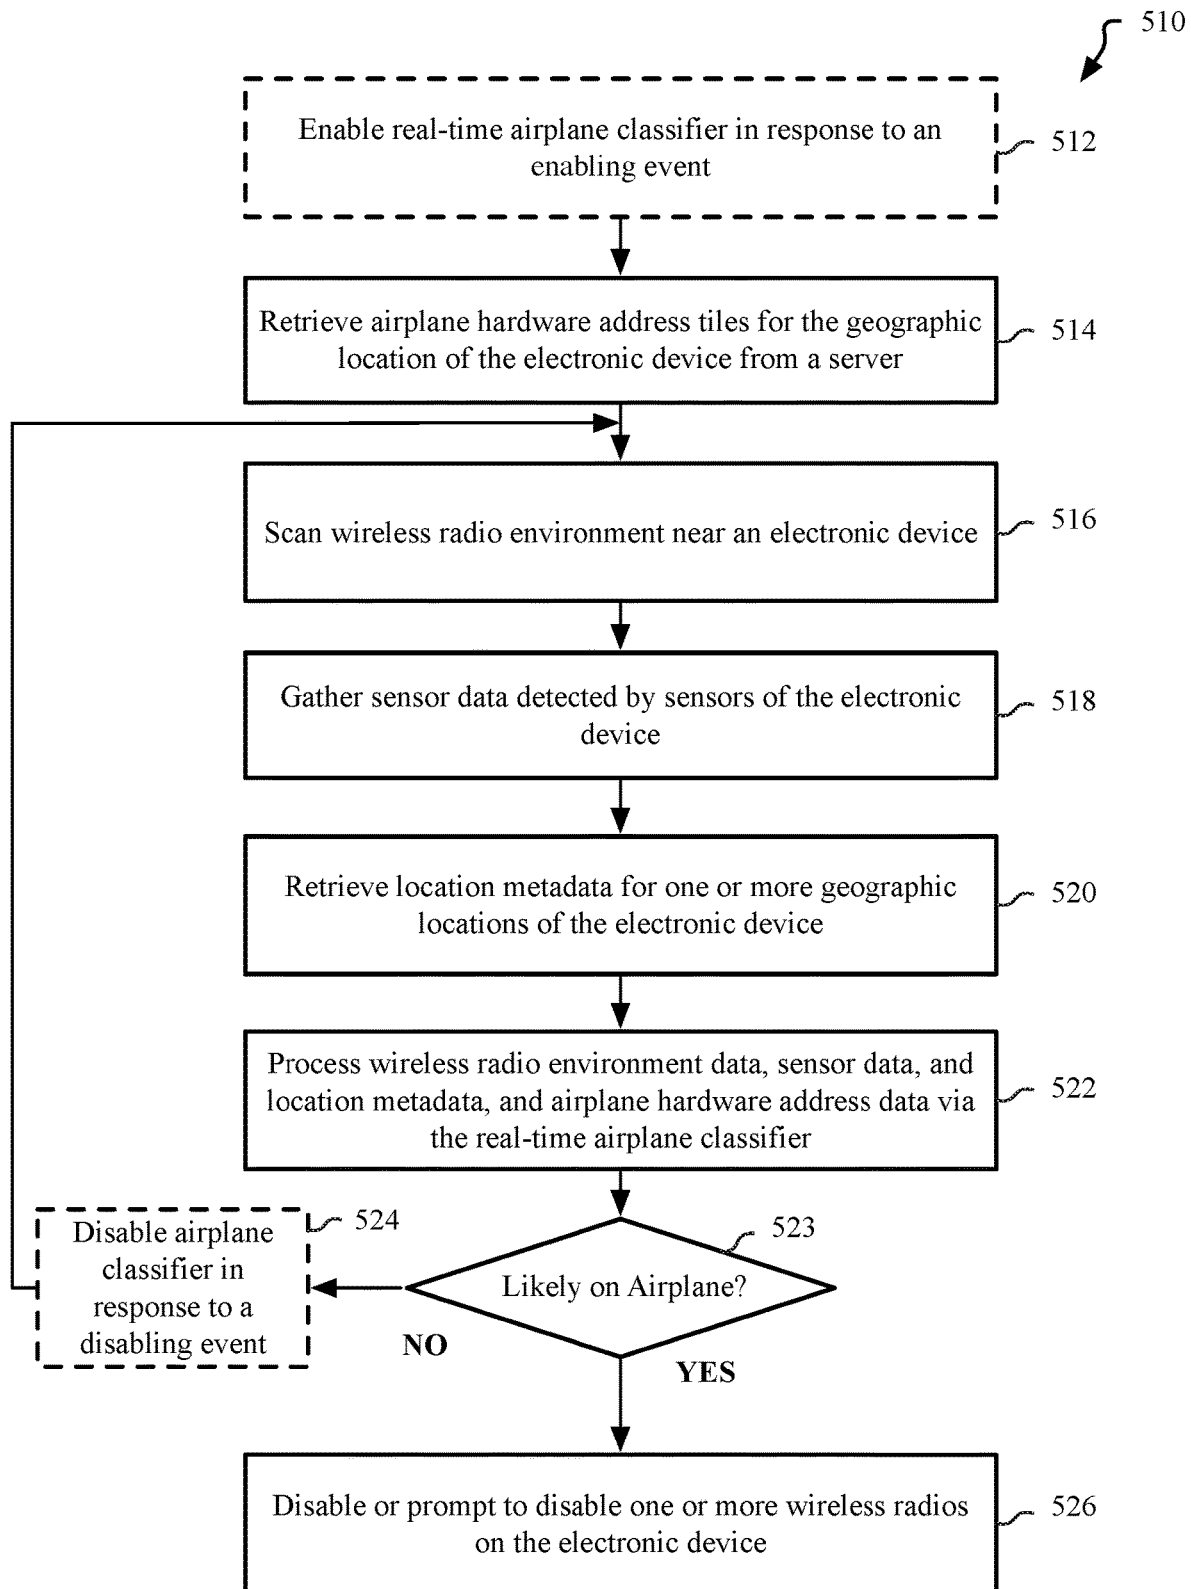 510
Enable real-time airplane classifier in response to an
enabling event
512
Retrieve airplane hardware address tiles for the geographic
location of the electronic device from a server
514
Scan wireless radio environment near an electronic device
516
Gather sensor data detected by sensors of the electronic
device
518
Retrieve location metadata for one or more geographic
locations of the electronic device
520
Process wireless radio environment data, sensor data, and
location metadata, and airplane hardware address data via
the real-time airplane classifier
522
Disable airplane
classifier in
response to a
disabling event
524
Likely on Airplane?
523
NO
YES
Disable or prompt to disable one or more wireless radios
on the electronic device
526